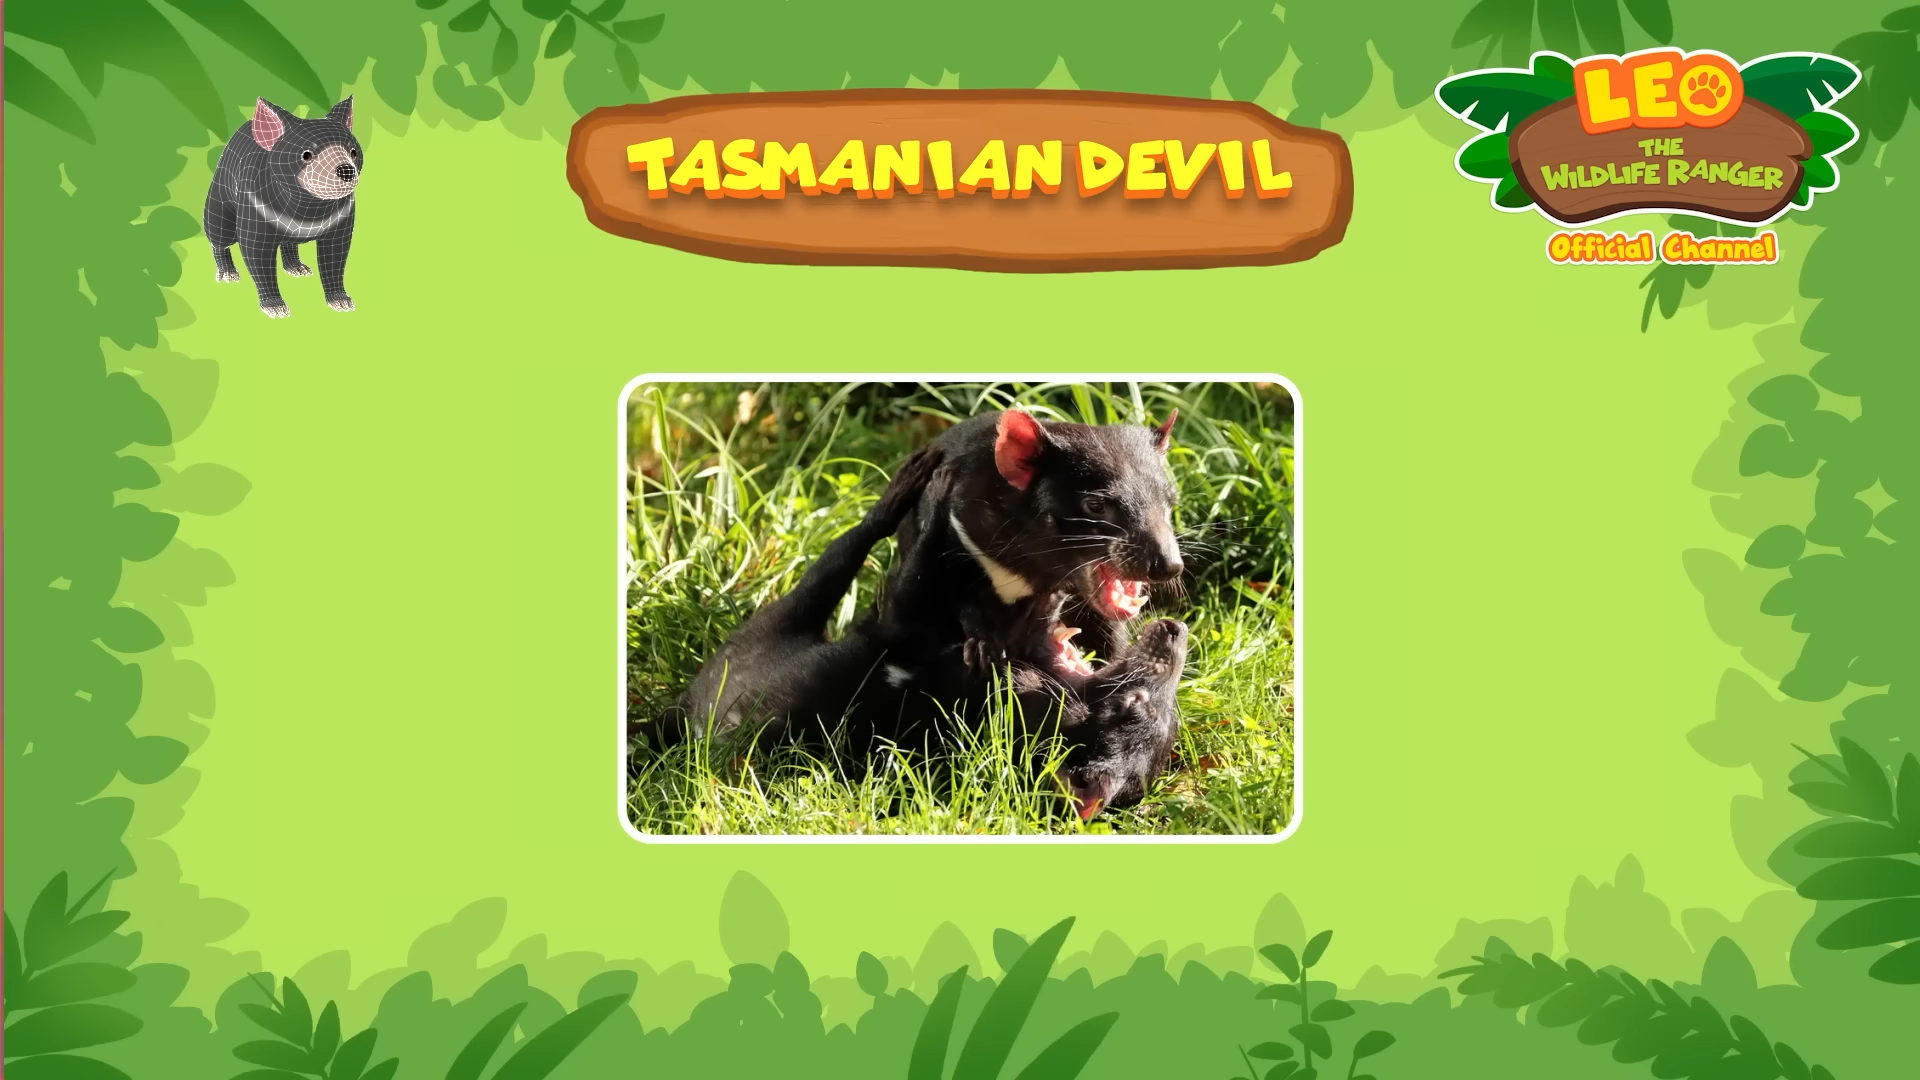 TASMANIAN DEVIL
LEO
THE
WILDLIFE RANGER
Official Channel